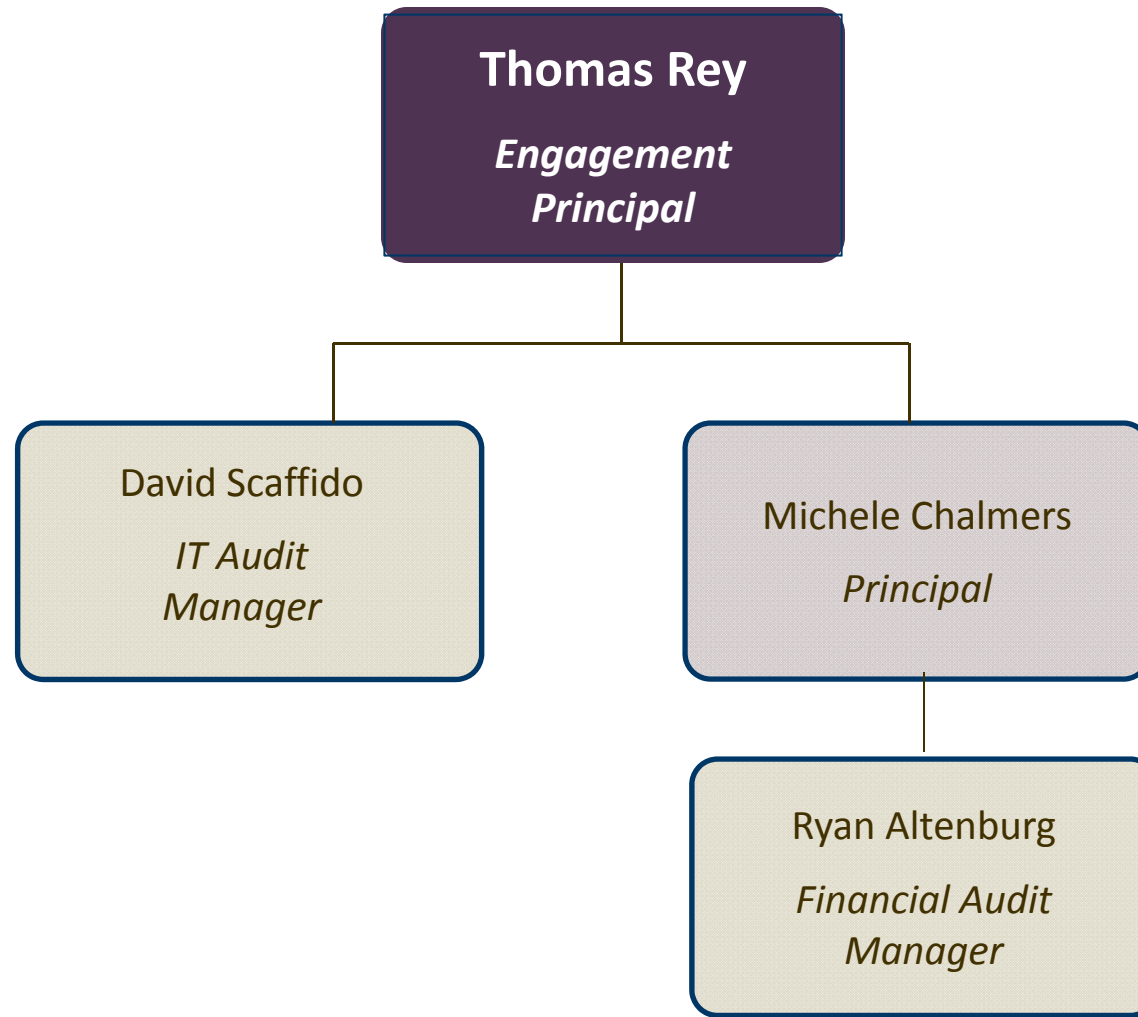 Thomas Rey
Engagement
Principal
David Scaffido
IT Audit
Manager
Michele Chalmers
Principal
Ryan Altenburg
Financial Audit
Manager